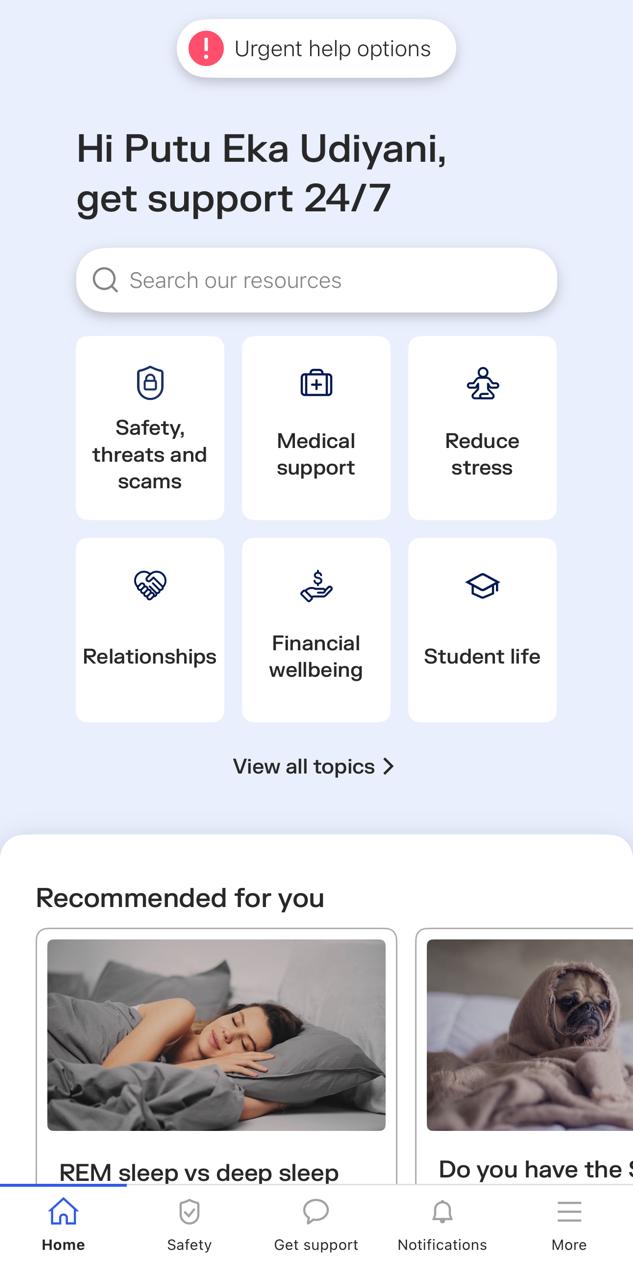 Urgent help options
Hi Putu Eka Udiyani,
get support 24/7
Search our resources
Safety,
threats and
scams
Medical
support
Reduce
stress
Relationships
Financial
wellbeing
Student life
View all topics
Recommended for you
REM sleep vs deep sleep
Do you have the
Home
Safety
Get support
Notifications
More